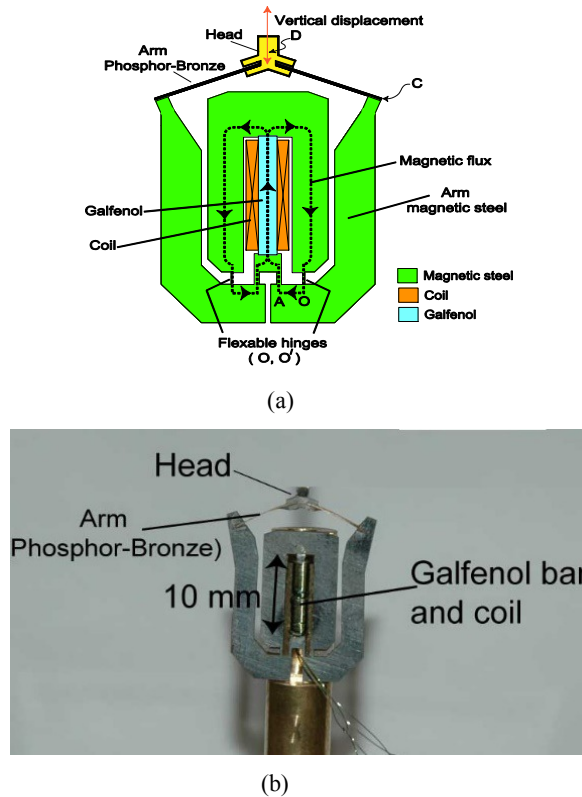 Vertical displacement
Head
D
Arm
Phosphor-Bronze
C
Magnetic flux
Galfenol
Arm
magnetic steel
Coil
Magnetic steel
A
O
Coil
Galfenol
Flexable hinges
( O, O′ )
(a)
Head
Arm
Phosphor-Bronze)
10 mm
Galfenol bar
and coil
(b)